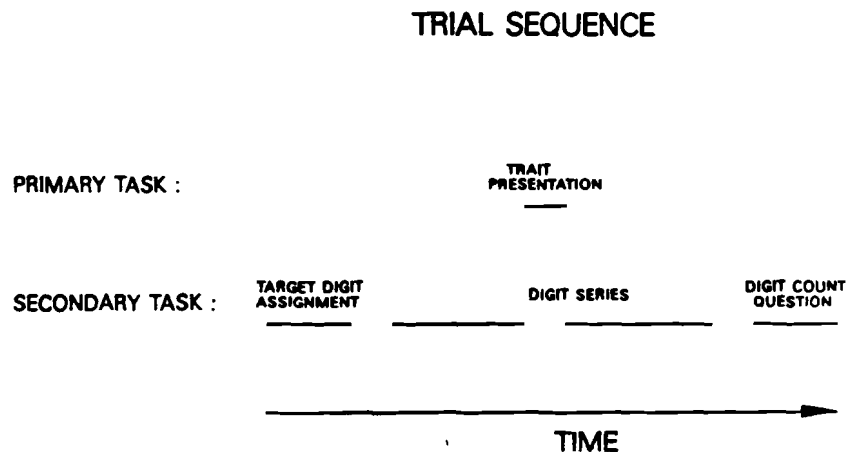 TRIAL SEQUENCE
PRIMARY TASK :
TRAIT
PRESENTATION
SECONDARY TASK :
TARGET DIGIT
ASSIGNMENT
DIGIT SERIES
DIGIT COUNT
QUESTION
TIME